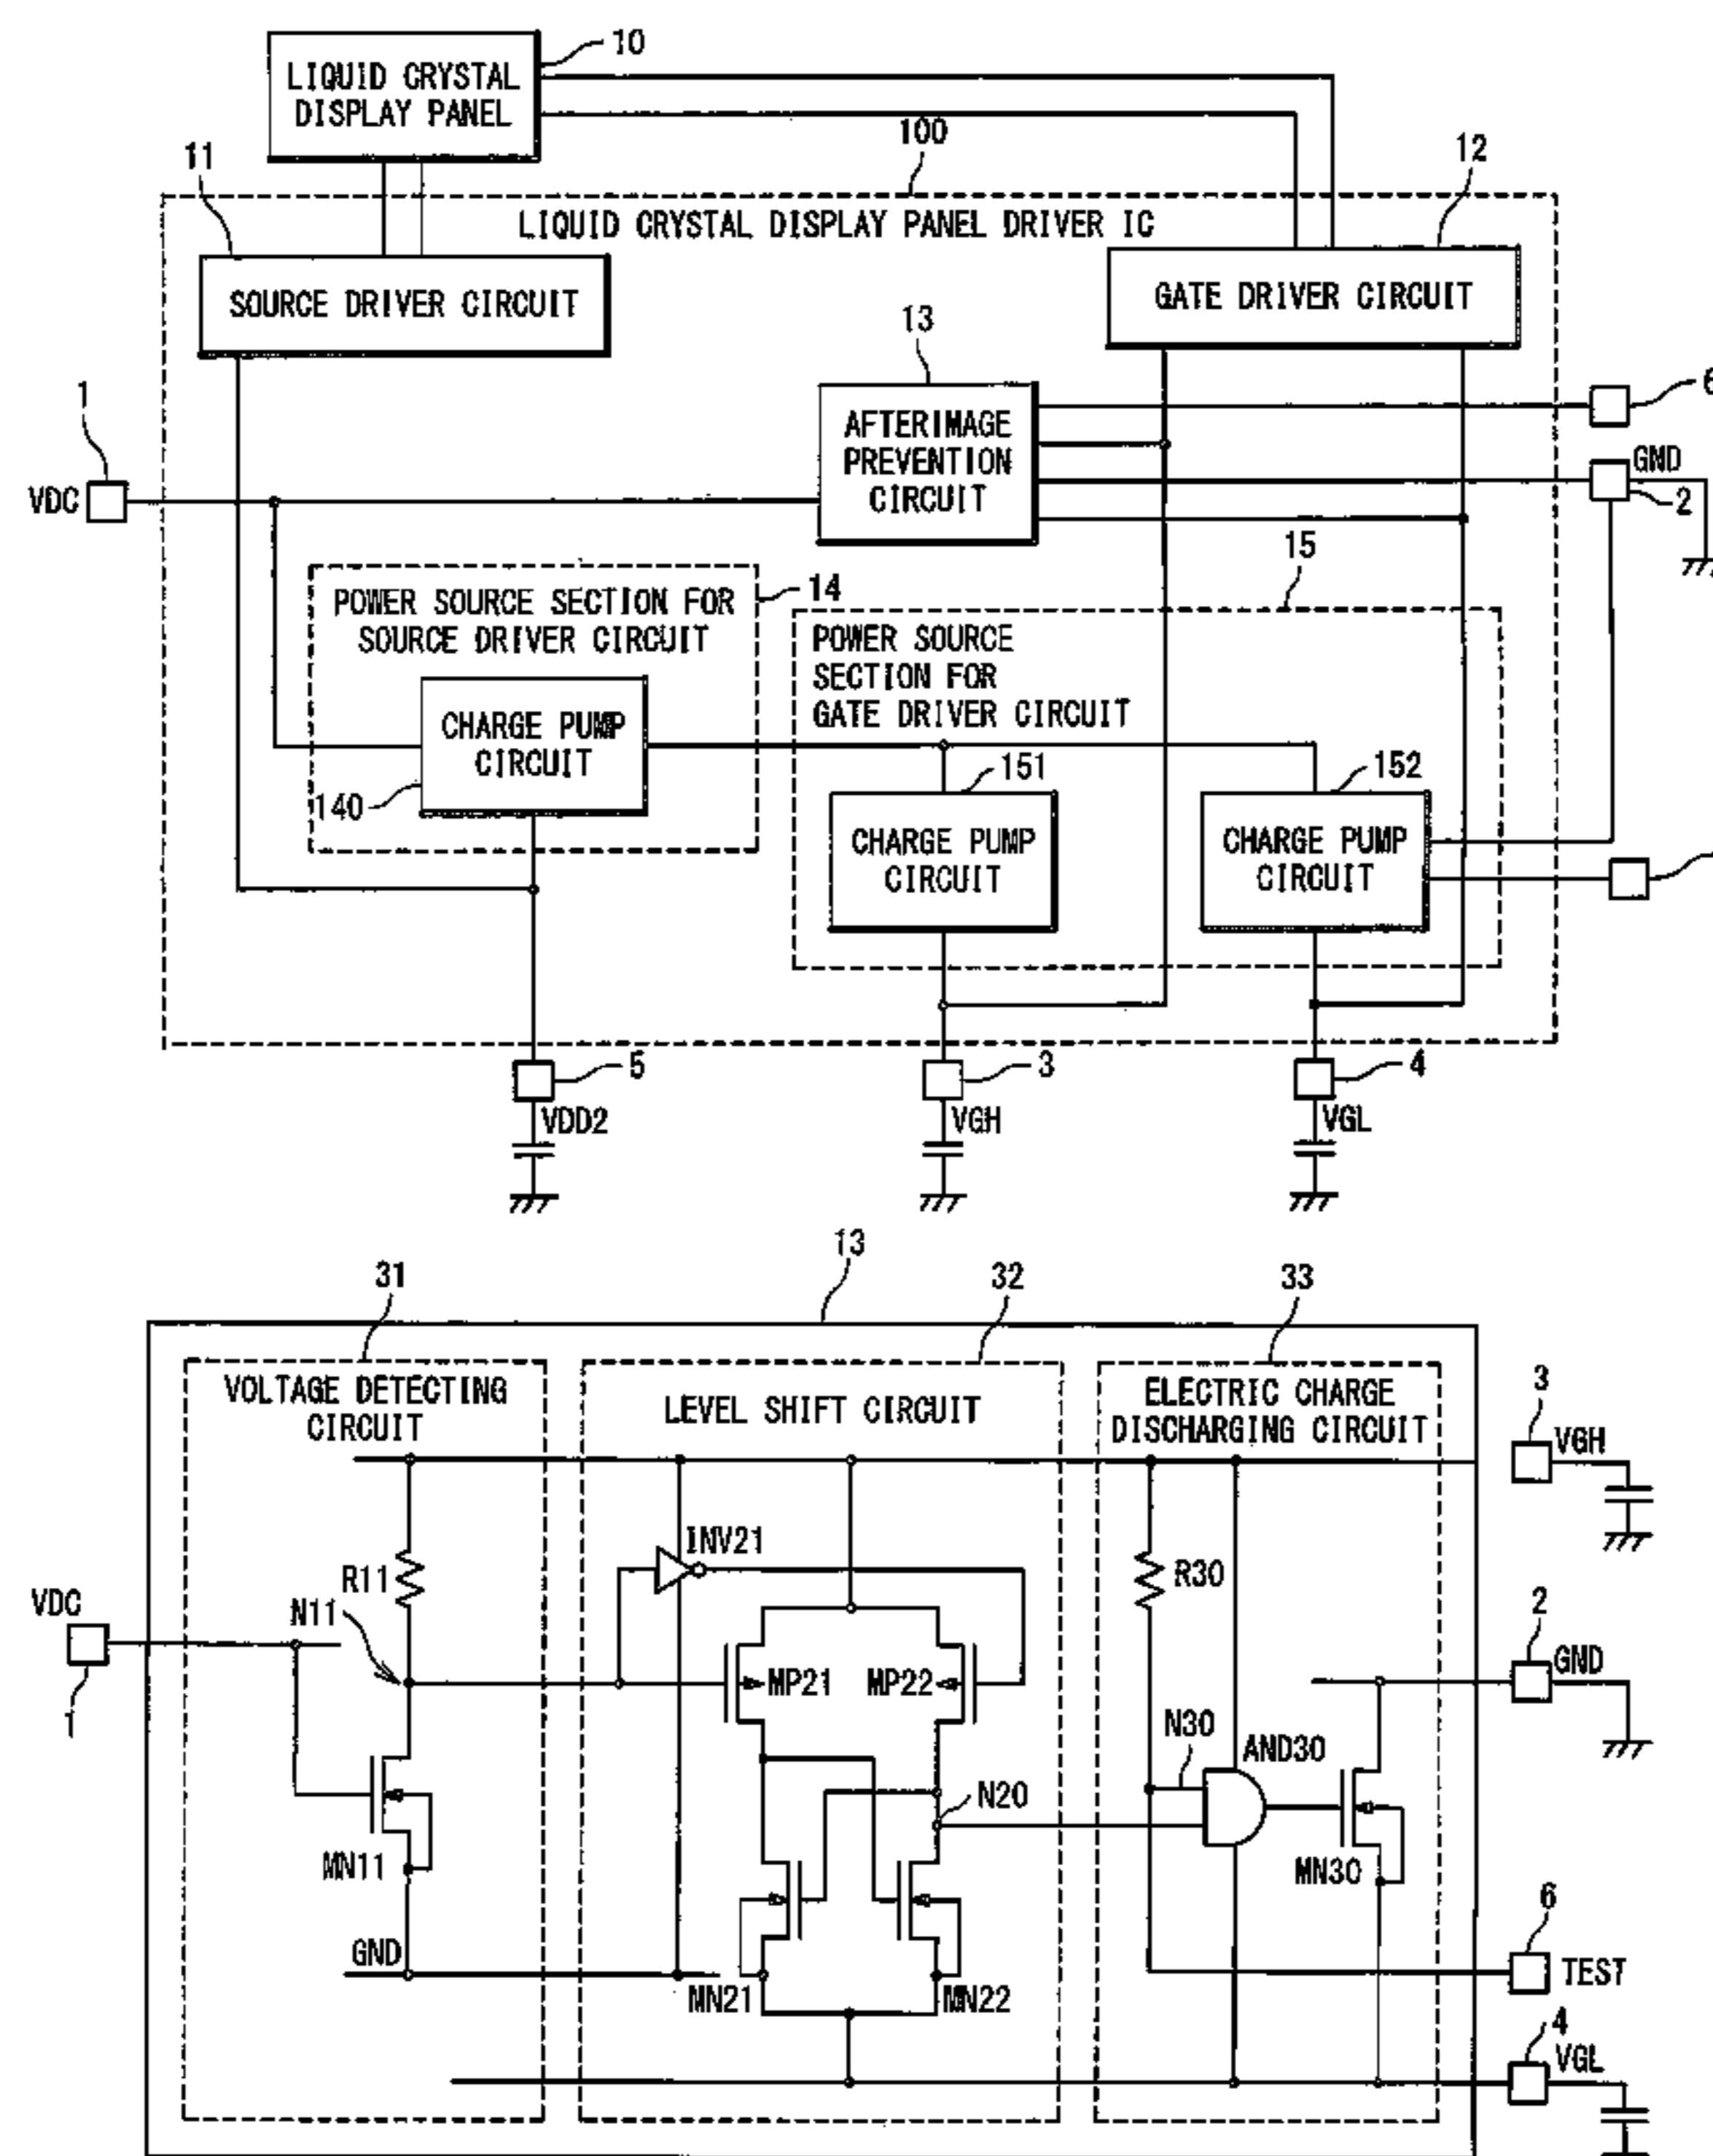 10
LIQUID CRYSTAL
DISPLAY PANEL
100
11
12
LIQUID CRYSTAL DISPLAY PANEL DRIVER IC
SOURCE DRIVER CIRCUIT
GATE DRIVER CIRCUIT
13
1
6
AFTERIMAGE
PREVENTION
CIRCUIT
GND
VDC
2
15
14
POWER SOURCE SECTION FOR
SOURCE DRIVER CIRCUIT
POWER SOURCE
SECTION FOR
GATE DRIVER CIRCUIT
CHARGE PUMP
CIRCUIT
140
151
152
CHARGE PUMP
CIRCUIT
CHARGE PUMP
CIRCUIT
5
3
4
VDD2
VGH
VGL
13
31
32
33
VOLTAGE DETECTING
CIRCUIT
LEVEL SHIFT CIRCUIT
ELECTRIC CHARGE
DISCHARGING CIRCUIT
3
VGH
INV21
R11
R30
VDC
N11
2
GND
1
MP21
MP22
N30
AND30
N20
MN11
MN30
6
GND
TEST
MN21
MN22
4
VGL